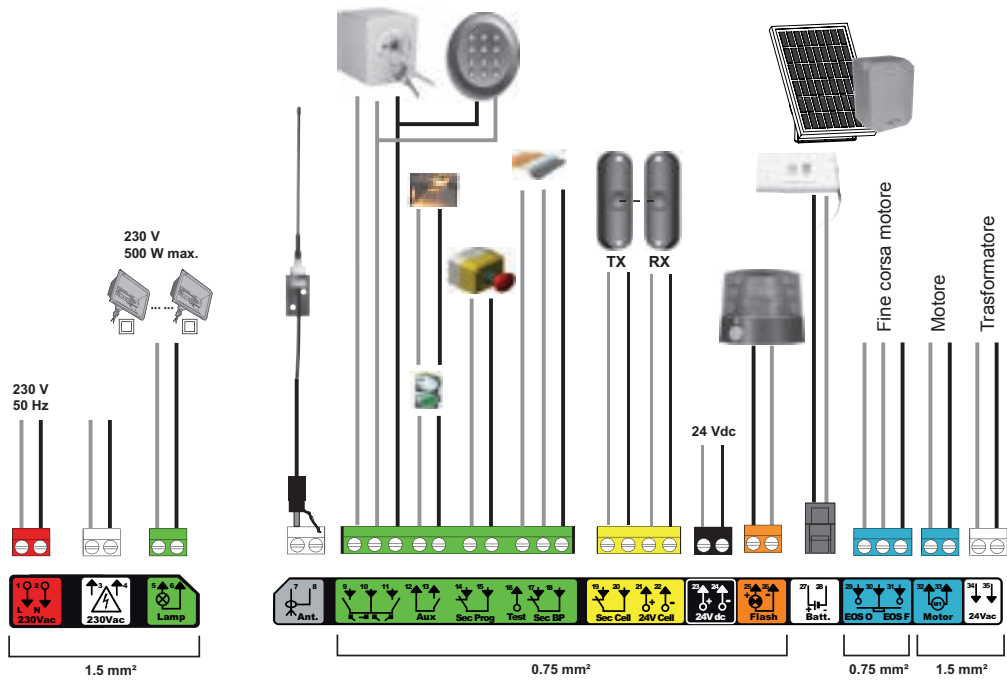 230 V
500 W max.
230 V
50 Hz
TX
RX
24 Vdc
Fine corsa motore
Motore
Trasformatore
1 2
L N
230Vac
3 4
230Vac
5 6
Lamp
7 8
Ant.
9 10 11
12 13
Aux
14 15
Sec Prog
16
Test
17 18
Sec BP
19 20
Sec Cell
21 22
+ -
24V Cell
23 24
+ -
24V dc
25 26
+ -
Flash
27 28
+ -
Batt.
29 30 31
EOS O EOS F
32 33
M1
Motor
34 35
24Vac
1.5 mm²
0.75 mm²
0.75 mm²
1.5 mm²